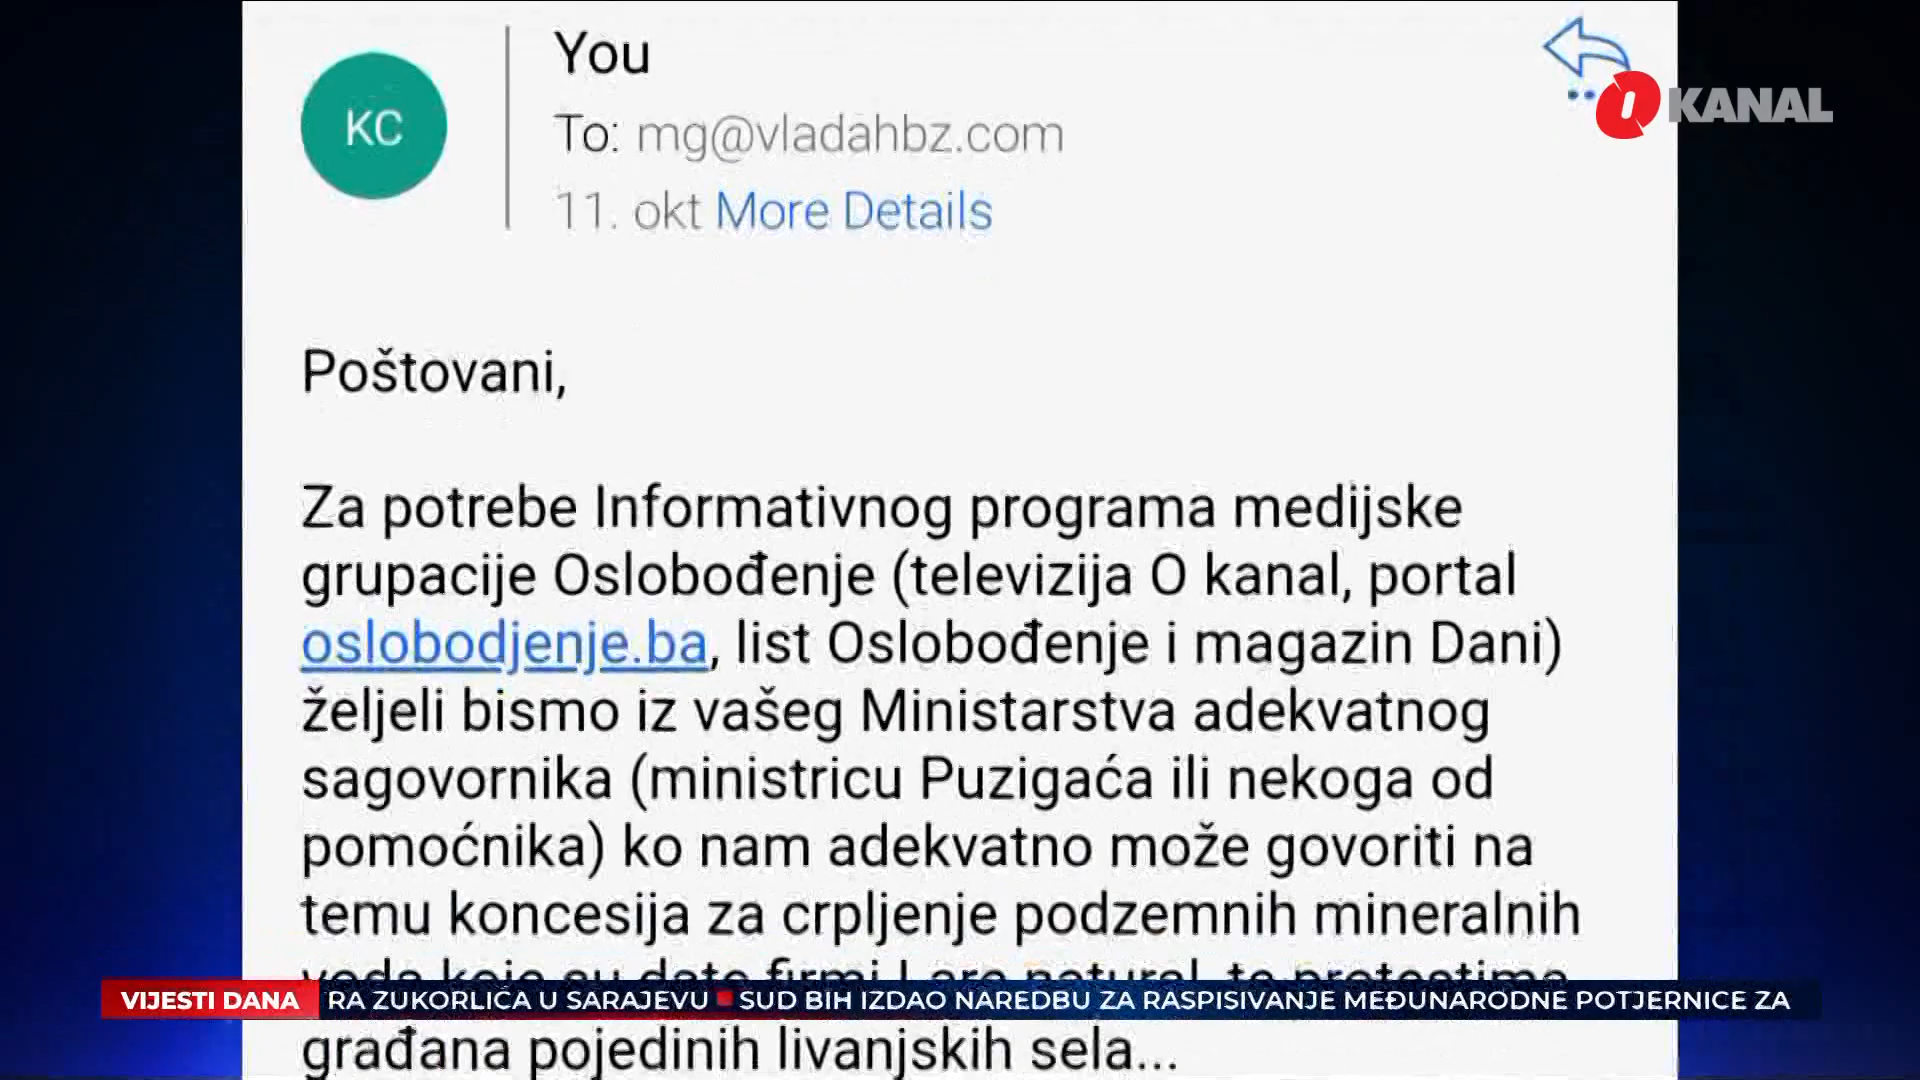 You
KC
To: mg@vladahbz.com
11. okt More Details
KANAL
Poštovani,
Za potrebe Informativnog programa medijske
grupacije Oslobođenje (televizija O kanal, portal
oslobodjenje.ba, list Oslobođenje i magazin Dani)
željeli bismo iz vašeg Ministarstva adekvatnog
sagovornika (ministricu Puzigaća ili nekoga od
pomoćnika) ko nam adekvatno može govoriti na
temu koncesija za crpljenje podzemnih mineralnih
VIJESTI DANA
RA ZUKORLIĆA U SARAJEVU SUD BIH IZDAO NAREDBU ZA RASPISIVANJE MEĐUNARODNE POTJERNICE ZA
građana pojedinih livanjskih sela...